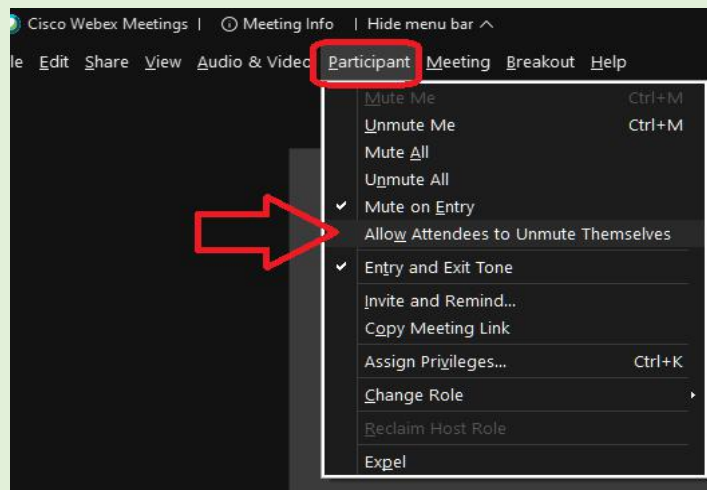 Cisco Webex Meetings | ⓘ Meeting Info | Hide menu bar ^
le Edit Share View Audio & Video Participant Meeting Breakout Help
Mute Me Ctrl+M
Unmute Me Ctrl+M
Mute All
Unmute All
Mute on Entry
Allow Attendees to Unmute Themselves
Entry and Exit Tone
Invite and Remind...
Copy Meeting Link
Assign Privileges... Ctrl+K
Change Role
Reclaim Host Role
Expel